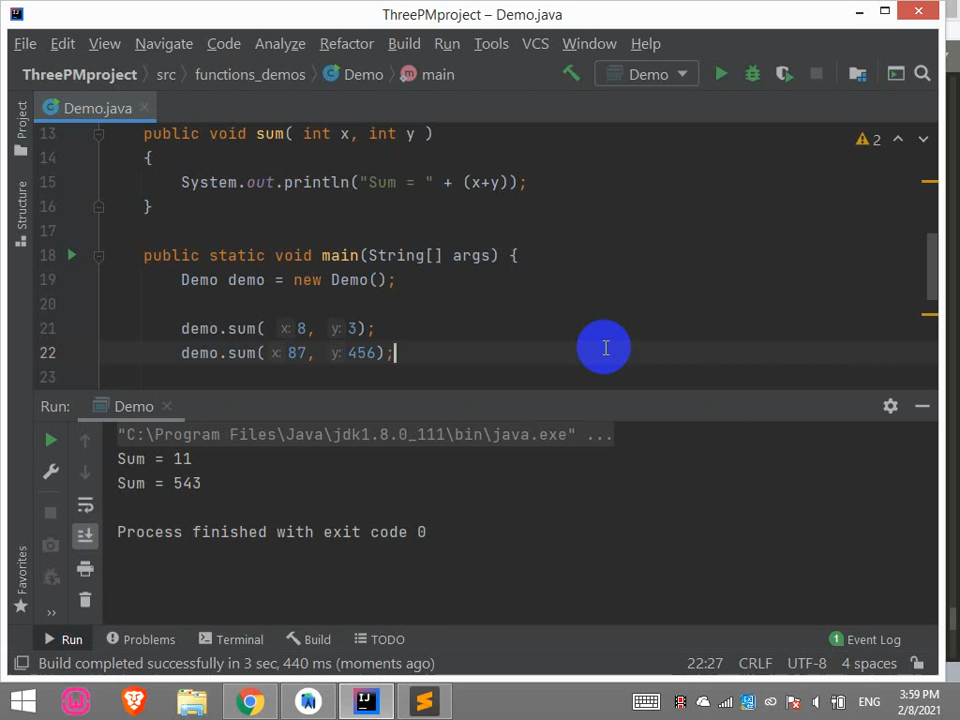 ThreePMproject – Demo.java
File Edit View Navigate Code Analyze Refactor Build Run Tools VCS Window Help
ThreePMproject src functions_demos Demo main Demo
Demo.java
Project
Structure
Favorites
2
13 public void sum( int x, int y )
14 {
15 System.out.println("Sum = " + (x+y));
16 }
17
18 public static void main(String[] args) {
19 Demo demo = new Demo();
20
21 demo.sum( x: 8, y: 3);
22 demo.sum( x: 87, y: 456);
23
Run: Demo
"C:\Program Files\Java\jdk1.8.0_111\bin\java.exe" ...
Sum = 11
Sum = 543
Process finished with exit code 0
Run Problems Terminal Build TODO 1 Event Log
Build completed successfully in 3 sec, 440 ms (moments ago) 22:27 CRLF UTF-8 4 spaces
ENG
3:59 PM
2/8/2021